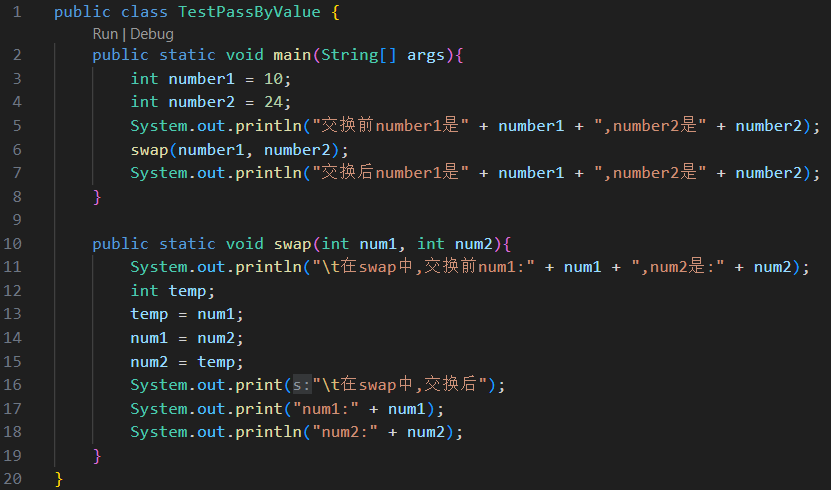 1 public class TestPassByValue {
Run | Debug
2 public static void main(String[] args){
3 int number1 = 10;
4 int number2 = 24;
5 System.out.println("交换前number1是" + number1 + ",number2是" + number2);
6 swap(number1, number2);
7 System.out.println("交换后number1是" + number1 + ",number2是" + number2);
8 }
9
10 public static void swap(int num1, int num2){
11 System.out.println("\t在swap中,交换前num1:" + num1 + ",num2是:" + num2);
12 int temp;
13 temp = num1;
14 num1 = num2;
15 num2 = temp;
16 System.out.print(s:"\t在swap中,交换后");
17 System.out.print("num1:" + num1);
18 System.out.println("num2:" + num2);
19 }
20 }